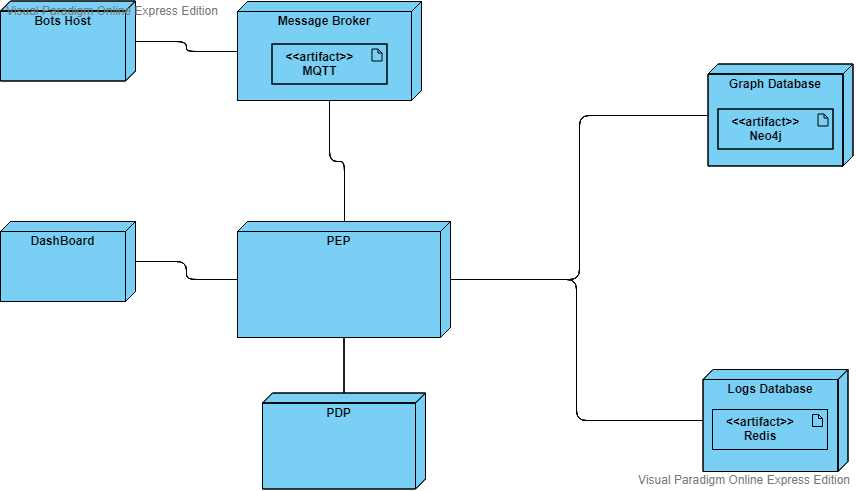 Visual Paradigm Online Express Edition
Bots Host
Message Broker
<<artifact>>
MQTT
Graph Database
<<artifact>>
Neo4j
DashBoard
PEP
Logs Database
<<artifact>>
Redis
PDP
Visual Paradigm Online Express Edition